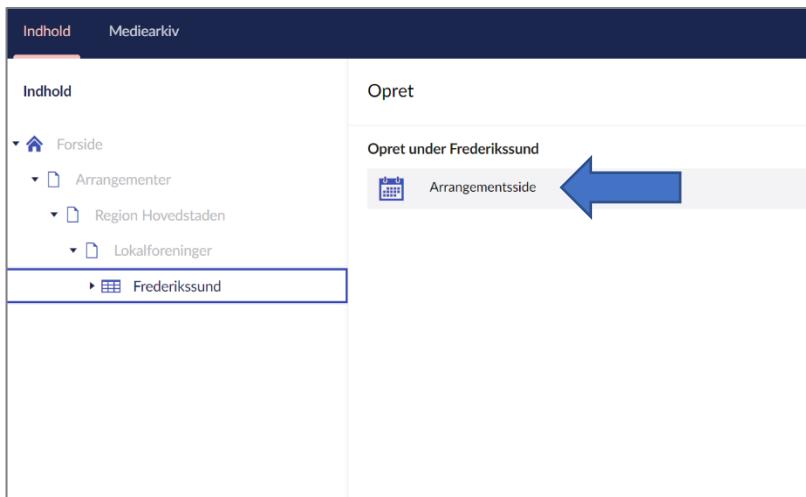 Indhold Mediearkiv
Indhold
Forside
Arrangementer
Region Hovedstaden
Lokalforeninger
Frederikssund
Opret
Opret under Frederikssund
Arrangementsside